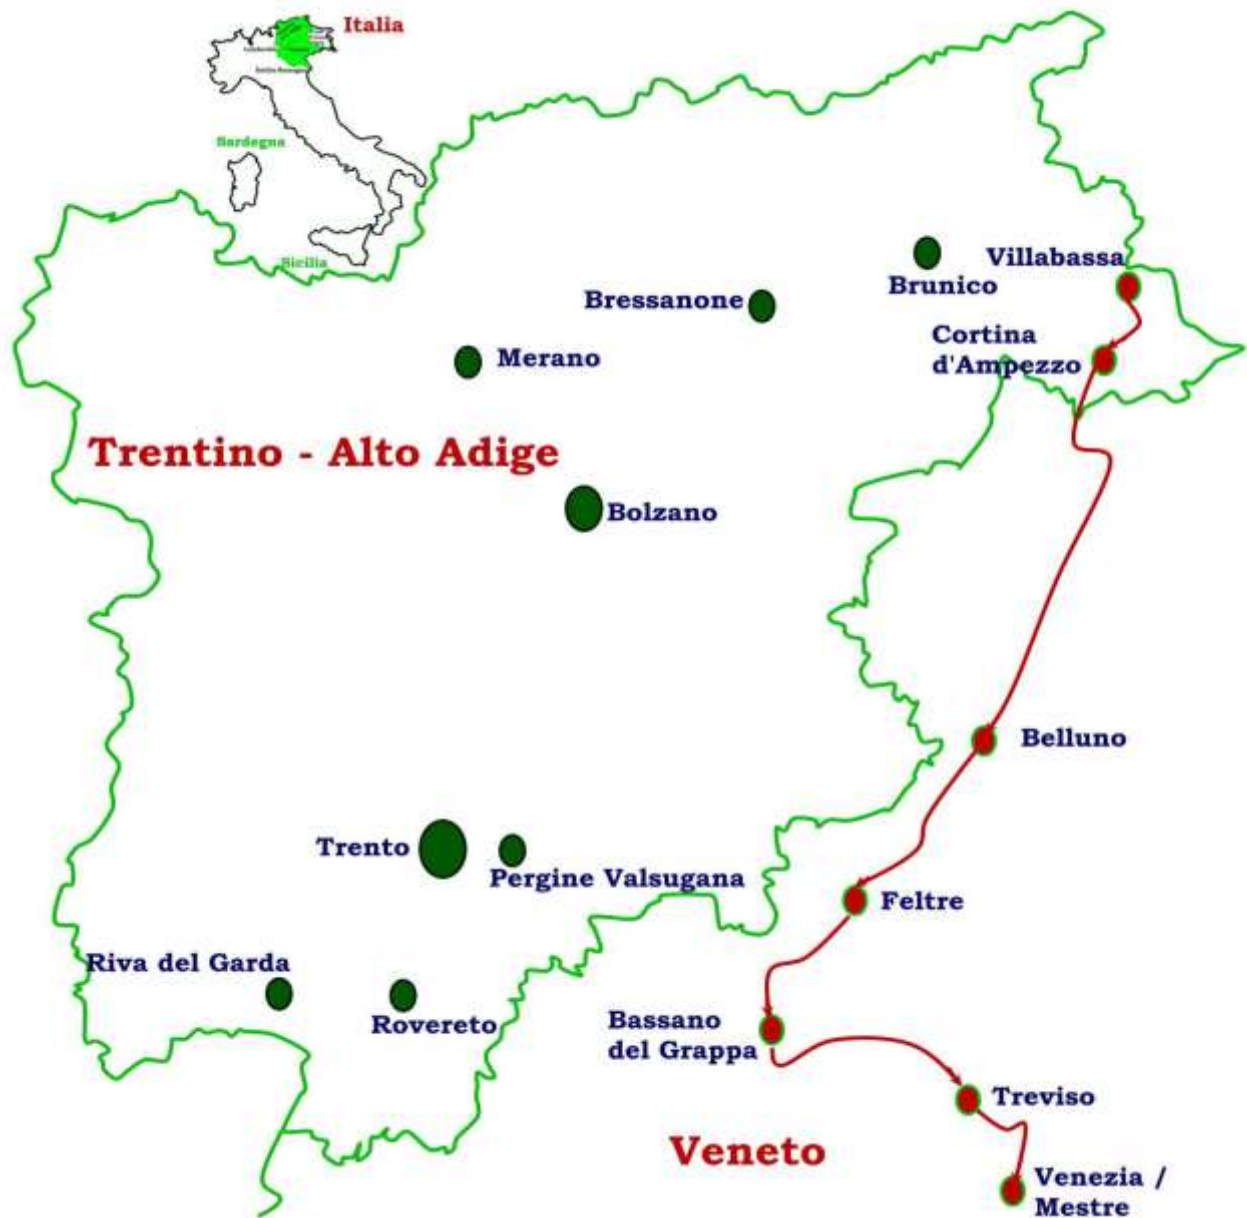 Italia
Sardegna
Sicilia
Villabassa
Brunico
Bressanone
Cortina
d'Ampezzo
Merano
Trentino - Alto Adige
Bolzano
Belluno
Trento
Pergine Valsugana
Feltre
Riva del Garda
Rovereto
Bassano
del Grappa
Treviso
Veneto
Venezia /
Mestre